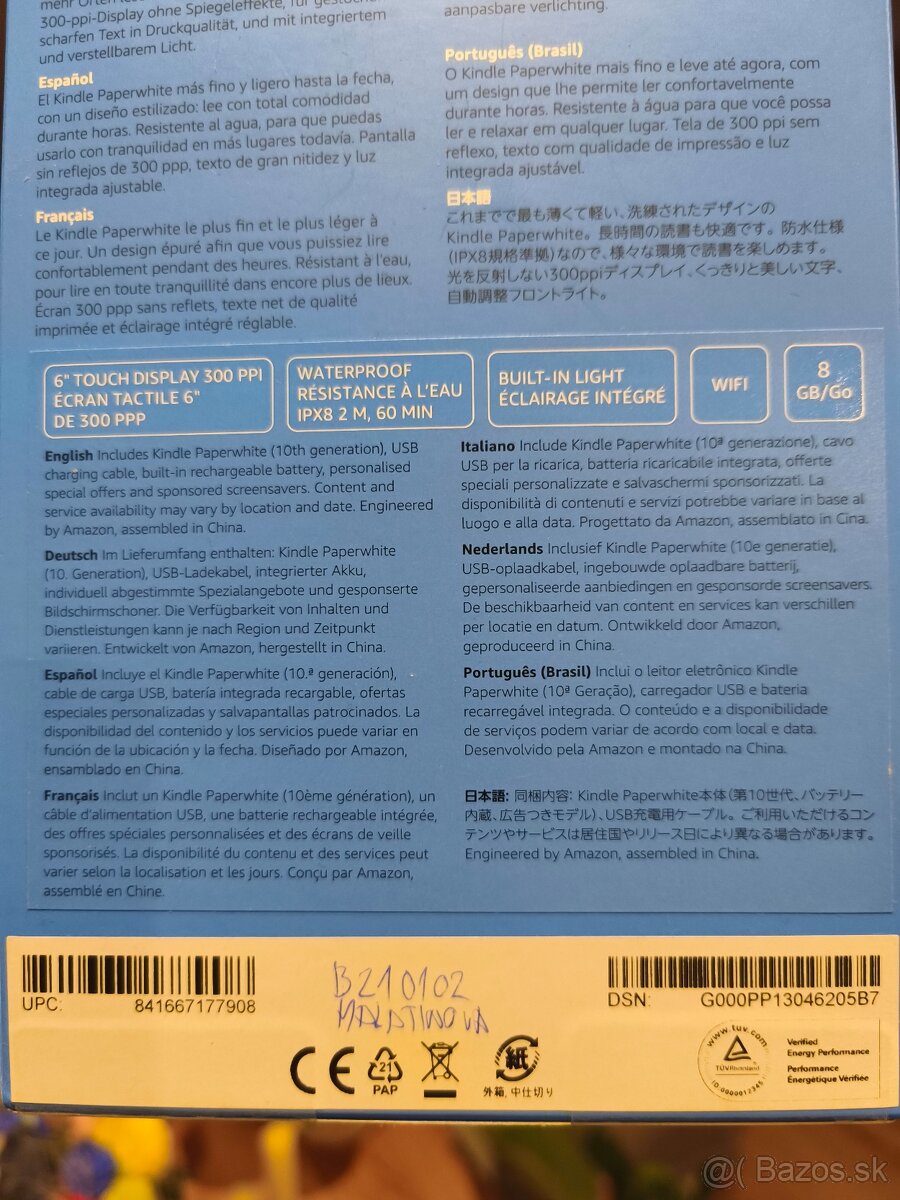 300-ppi-Display ohne Spiegeleffekte, für
scharfen Text in Druckqualität, und mit integriertem
und verstellbarem Licht.
Español
El Kindle Paperwhite más fino y ligero hasta la fecha,
con un diseño estilizado: lee con total comodidad
durante horas. Resistente al agua, para que puedas
usarlo con tranquilidad en más lugares todavía. Pantalla
sin reflejos de 300 ppp, texto de gran nitidez y luz
integrada ajustable.
Français
Le Kindle Paperwhite le plus fin et le plus léger à
ce jour. Un design épuré afin que vous puissiez lire
confortablement pendant des heures. Résistant à l'eau,
pour lire en toute tranquillité dans encore plus de lieux.
Écran 300 ppp sans reflets, texte net de qualité
imprimée et éclairage intégré réglable.
aanpasbare verlichting.
Português (Brasil)
O Kindle Paperwhite mais fino e leve até agora, com
um design que lhe permite ler confortavelmente
durante horas. Resistente à água para que você possa
ler e relaxar em qualquer lugar. Tela de 300 ppi sem
reflexo, texto com qualidade de impressão e luz
integrada ajustável.
日本語
これまでで最も薄くて軽い、洗練されたデザインの
Kindle Paperwhite。長時間の読書も快適です。防水仕様
(IPX8規格準拠)なので、様々な環境で読書を楽しめます。
光を反射しない300ppiディスプレイ、くっきりと美しい文字、
自動調整フロントライト。
6" TOUCH DISPLAY 300 PPI
ÉCRAN TACTILE 6"
DE 300 PPP
WATERPROOF
RÉSISTANCE À L'EAU
IPX8 2 M, 60 MIN
BUILT-IN LIGHT
ÉCLAIRAGE INTÉGRÉ
WIFI
8
GB/Go
English Includes Kindle Paperwhite (10th generation), USB
charging cable, built-in rechargeable battery, personalised
special offers and sponsored screensavers. Content and
service availability may vary by location and date. Engineered
by Amazon, assembled in China.
Deutsch Im Lieferumfang enthalten: Kindle Paperwhite
(10. Generation), USB-Ladekabel, integrierter Akku,
individuell abgestimmte Spezialangebote und gesponserte
Bildschirmschoner. Die Verfügbarkeit von Inhalten und
Dienstleistungen kann je nach Region und Zeitpunkt
variieren. Entwickelt von Amazon, hergestellt in China.
Español Incluye el Kindle Paperwhite (10.ª generación),
cable de carga USB, batería integrada recargable, ofertas
especiales personalizadas y salvapantallas patrocinados. La
disponibilidad del contenido y los servicios puede variar en
función de la ubicación y la fecha. Diseñado por Amazon,
ensamblado en China.
Français Inclut un Kindle Paperwhite (10ème génération), un
câble d'alimentation USB, une batterie rechargeable intégrée,
des offres spéciales personnalisées et des écrans de veille
sponsorisés. La disponibilité du contenu et des services peut
varier selon la localisation et les jours. Conçu par Amazon,
assemblé en Chine.
Italiano Include Kindle Paperwhite (10ª generazione), cavo
USB per la ricarica, batteria ricaricabile integrata, offerte
speciali personalizzate e salvaschermi sponsorizzati. La
disponibilità di contenuti e servizi potrebbe variare in base al
luogo e alla data. Progettato da Amazon, assemblato in Cina.
Nederlands Inclusief Kindle Paperwhite (10e generatie),
USB-oplaadkabel, ingebouwde oplaadbare batterij,
gepersonaliseerde aanbiedingen en gesponsorde screensavers.
De beschikbaarheid van content en services kan verschillen
per locatie en datum. Ontwikkeld door Amazon,
geproduceerd in China.
Português (Brasil) Inclui o leitor eletrônico Kindle
Paperwhite (10ª Geração), carregador USB e bateria
recarregável integrada. O conteúdo e a disponibilidade
de serviços podem variar de acordo com local e data.
Desenvolvido pela Amazon e montado na China.
日本語: 同梱内容: Kindle Paperwhite本体(第10世代、バッテリー
内蔵、広告つきモデル)、USB充電用ケーブル。ご利用いただけるコン
テンツやサービスは居住国やリリース日により異なる場合があります。
Engineered by Amazon, assembled in China.
UPC: 841667177908
B210102
DSN: G000PP13046205B7
CE
21
PAP
紙
外箱, 中仕切り
www.tuv.com
TÜVRheinland
ID:0000012345
Verified
Energy Performance
Performance
Énergétique Vérifiée
@( Bazos.sk